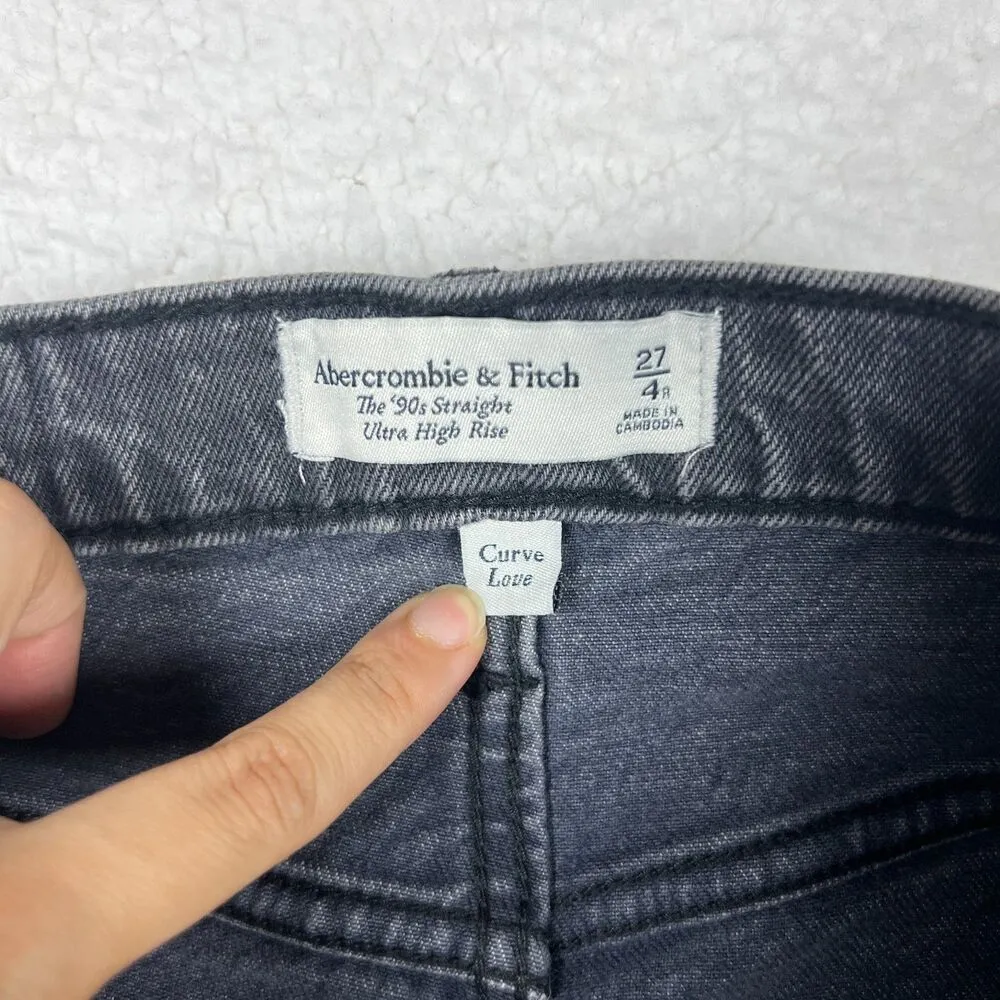 Abercrombie & Fitch
The '90s Straight
Ultra High Rise
27
4R
MADE IN
CAMBODIA
Curve
Love